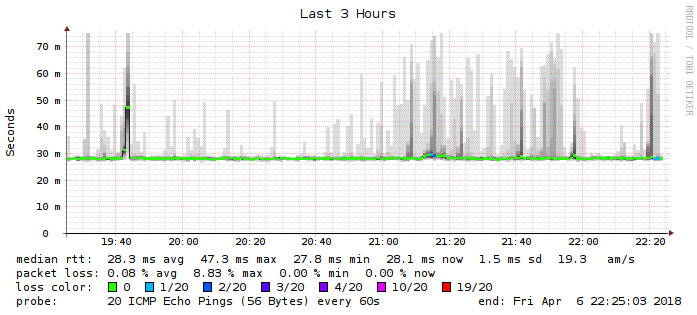 Last 3 Hours
RRDTOOL / TOBI OETIKER
Seconds
70 m
60 m
50 m
40 m
30 m
20 m
10 m
0
19:40 20:00 20:20 20:40 21:00 21:20 21:40 22:00 22:20
median rtt: 28.3 ms avg 47.3 ms max 27.8 ms min 28.1 ms now 1.5 ms sd 19.3 am/s
packet loss: 0.08 % avg 8.83 % max 0.00 % min 0.00 % now
loss color: 0 1/20 2/20 3/20 4/20 10/20 19/20
probe: 20 ICMP Echo Pings (56 Bytes) every 60s end: Fri Apr 6 22:25:03 2018